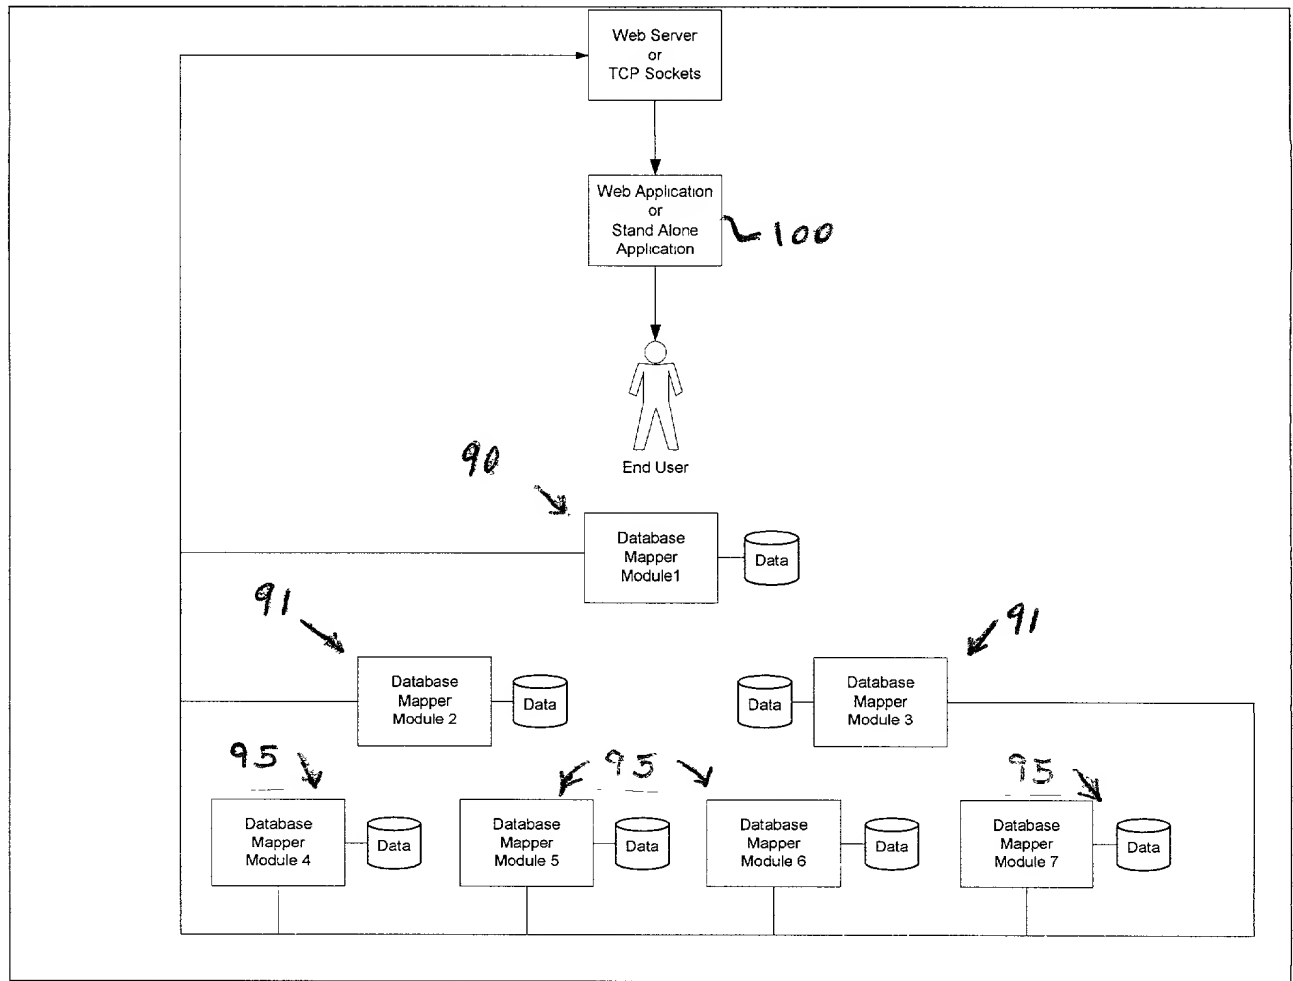 Web Server
or
TCP Sockets
Web Application
or
Stand Alone
Application
100
End User
90
Database
Mapper
Module1
Data
91
91
Database
Mapper
Module 2
Data
Data
Database
Mapper
Module 3
95
95
95
Database
Mapper
Module 4
Data
Database
Mapper
Module 5
Data
Database
Mapper
Module 6
Data
Database
Mapper
Module 7
Data